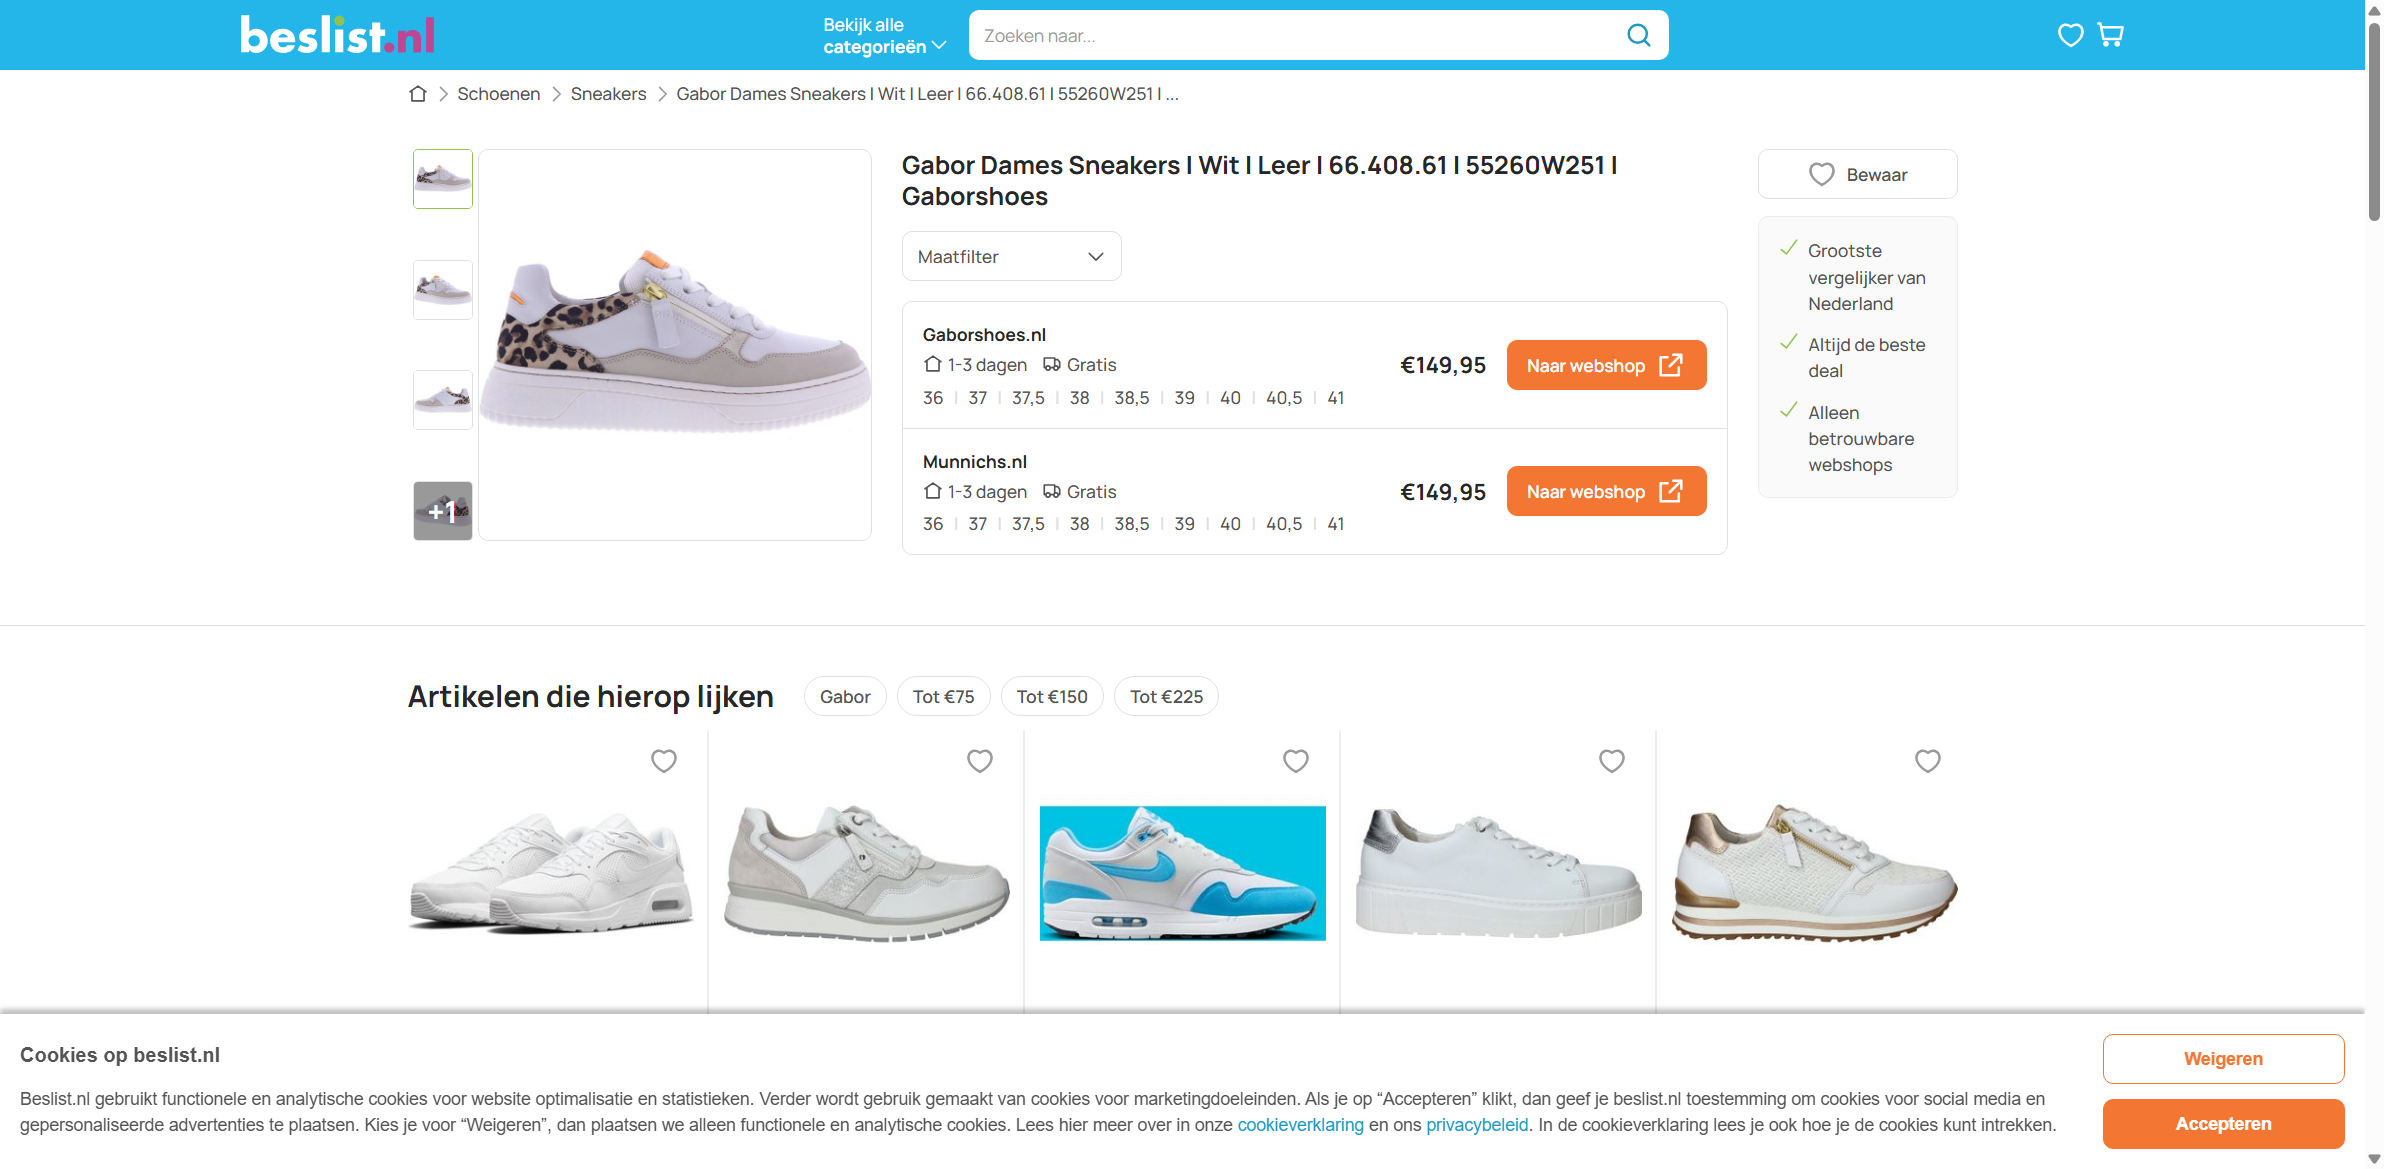 beslist.nl
Bekijk alle
categorieën
Zoeken naar...
Schoenen
Sneakers
Gabor Dames Sneakers | Wit | Leer | 66.408.61 | 55260W251 | ...
+1
Gabor Dames Sneakers | Wit | Leer | 66.408.61 | 55260W251 |
Gaborshoes
Maatfilter
Gaborshoes.nl
1-3 dagen Gratis
36 | 37 | 37,5 | 38 | 38,5 | 39 | 40 | 40,5 | 41
€149,95
Naar webshop
Munnichs.nl
1-3 dagen Gratis
36 | 37 | 37,5 | 38 | 38,5 | 39 | 40 | 40,5 | 41
€149,95
Naar webshop
Bewaar
Grootste
vergelijker van
Nederland
Altijd de beste
deal
Alleen
betrouwbare
webshops
Artikelen die hierop lijken
Gabor
Tot €75
Tot €150
Tot €225
Cookies op beslist.nl
Beslist.nl gebruikt functionele en analytische cookies voor website optimalisatie en statistieken. Verder wordt gebruik gemaakt van cookies voor marketingdoeleinden. Als je op “Accepteren” klikt, dan geef je beslist.nl toestemming om cookies voor social media en
gepersonaliseerde advertenties te plaatsen. Kies je voor “Weigeren”, dan plaatsen we alleen functionele en analytische cookies. Lees hier meer over in onze cookieverklaring en ons privacybeleid. In de cookieverklaring lees je ook hoe je de cookies kunt intrekken.
Weigeren
Accepteren